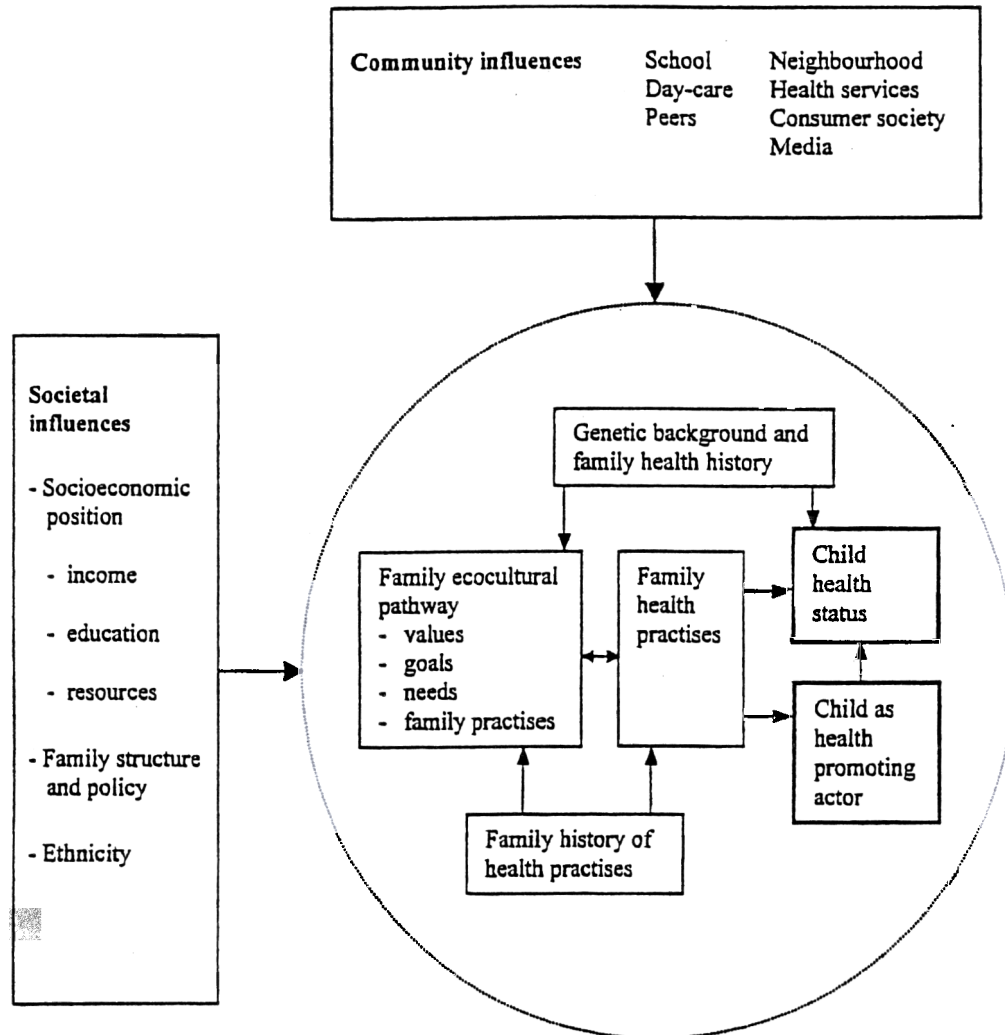 Community influences
School
Day-care
Peers
Neighbourhood
Health services
Consumer society
Media
Societal
influences
- Socioeconomic
position
- income
- education
- resources
- Family structure
and policy
- Ethnicity
Genetic background and
family health history
Family ecocultural
pathway
- values
- goals
- needs
- family practises
Family
health
practises
Child
health
status
Child as
health
promoting
actor
Family history of
health practises